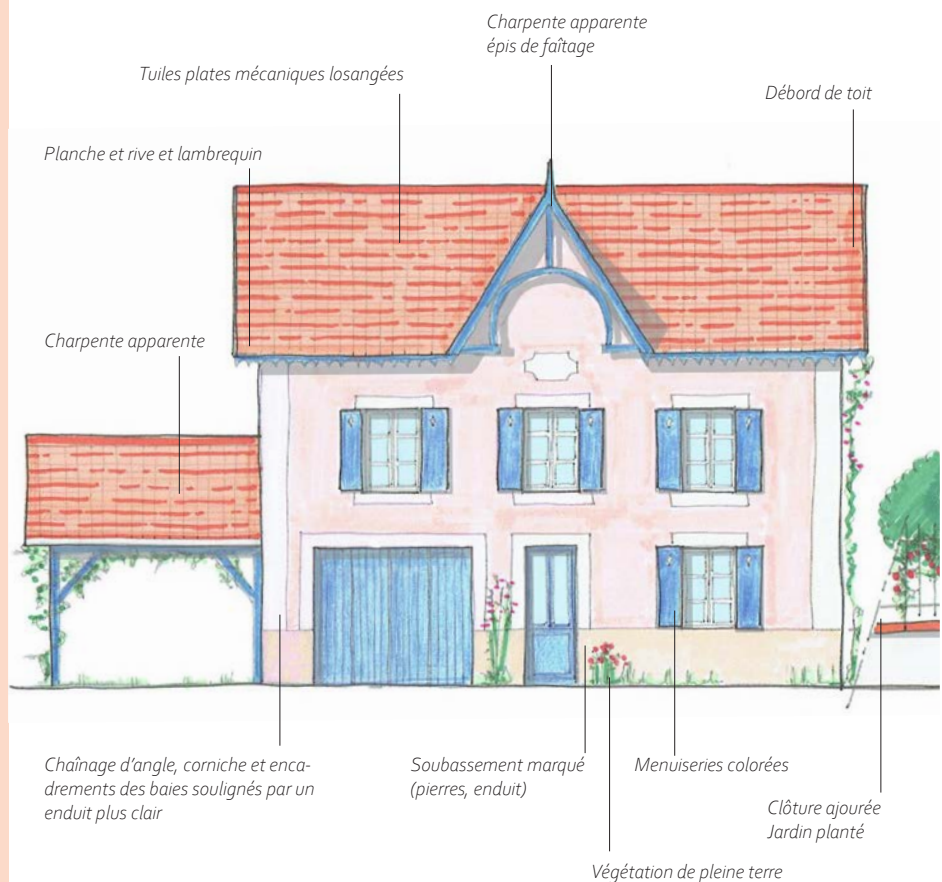 Charpente apparente
épis de faîtage
Tuiles plates mécaniques losangées
Débord de toit
Planche et rive et lambrequin
Charpente apparente
Chaînage d'angle, corniche et enca-
drements des baies soulignés par un
enduit plus clair
Soubassement marqué
(pierres, enduit)
Menuiseries colorées
Clôture ajourée
Jardin planté
Végétation de pleine terre